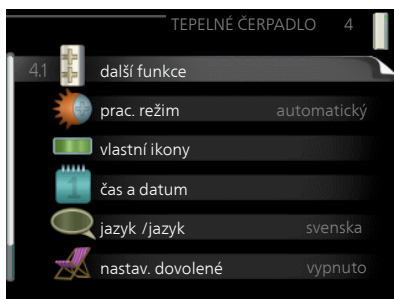 TEPELNÉ ČERPADLO 4
4.1 další funkce
prac. režim automatický
vlastní ikony
1 čas a datum
jazyk /jazyk svenska
nastav. dovolené vypnuto